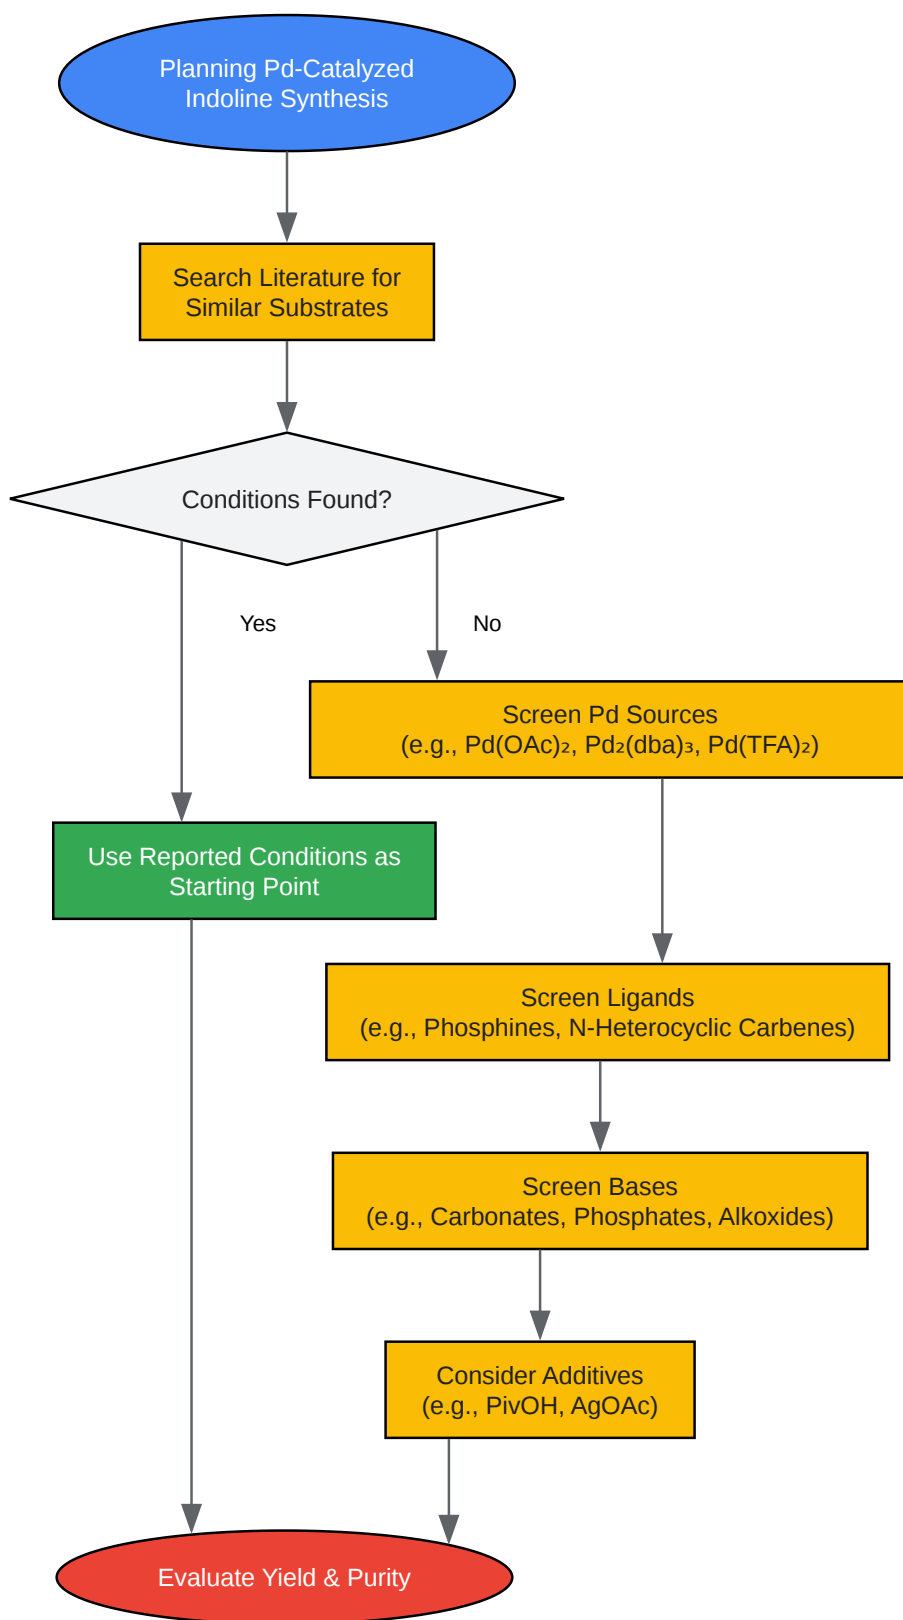 Planning Pd-Catalyzed
Indoline Synthesis
Search Literature for
Similar Substrates
Conditions Found?
Yes
No
Screen Pd Sources
(e.g., Pd(OAc)₂, Pd₂(dba)₃, Pd(TFA)₂)
Use Reported Conditions as
Starting Point
Screen Ligands
(e.g., Phosphines, N-Heterocyclic Carbenes)
Screen Bases
(e.g., Carbonates, Phosphates, Alkoxides)
Consider Additives
(e.g., PivOH, AgOAc)
Evaluate Yield & Purity